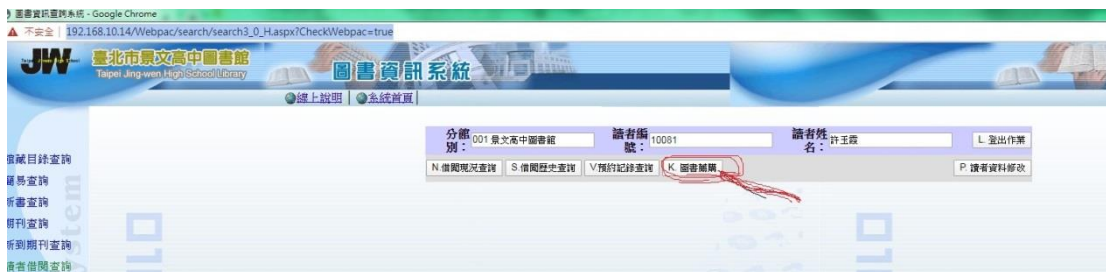 圖書資訊查詢系統 - Google Chrome
不安全 | 192.168.10.14/Webpac/search/search3_0_H.aspx?CheckWebpac=true
JW 臺北市景文高中圖書館
Taipei Jing-wen High School Library
圖書資訊系統
線上說明 | 系統首頁 |
分館別： 001 景文高中圖書館 讀者編號： 10081 讀者姓名： 許玉霞 L.登出作業
N.借閱現況查詢 S.借閱歷史查詢 V.預約記錄查詢 K.圖書薦購 P.讀者資料修改
館藏目錄查詢
簡易查詢
新書查詢
期刊查詢
新到期刊查詢
讀者借閱查詢